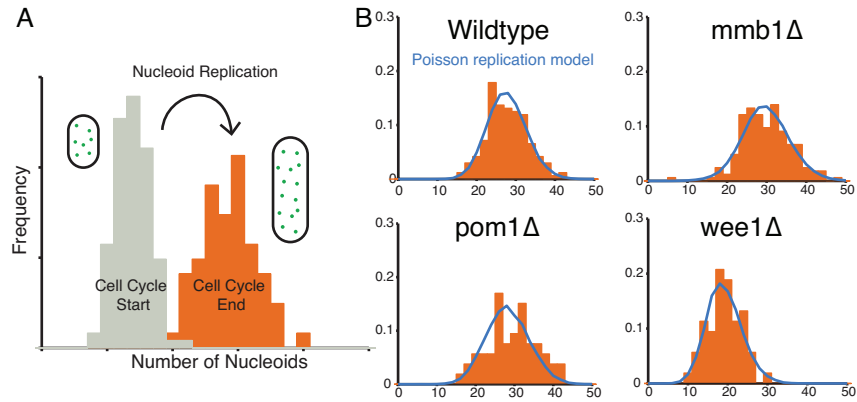 A
Nucleoid Replication
Frequency
Cell Cycle
Start
Cell Cycle
End
Number of Nucleoids
B
Wildtype
Poisson replication model
0.3
0.2
0.1
0
0 10 20 30 40 50
mmb1Δ
0.3
0.2
0.1
0
0 10 20 30 40 50
pom1Δ
0.3
0.2
0.1
0
0 10 20 30 40 50
wee1Δ
0.3
0.2
0.1
0
0 10 20 30 40 50